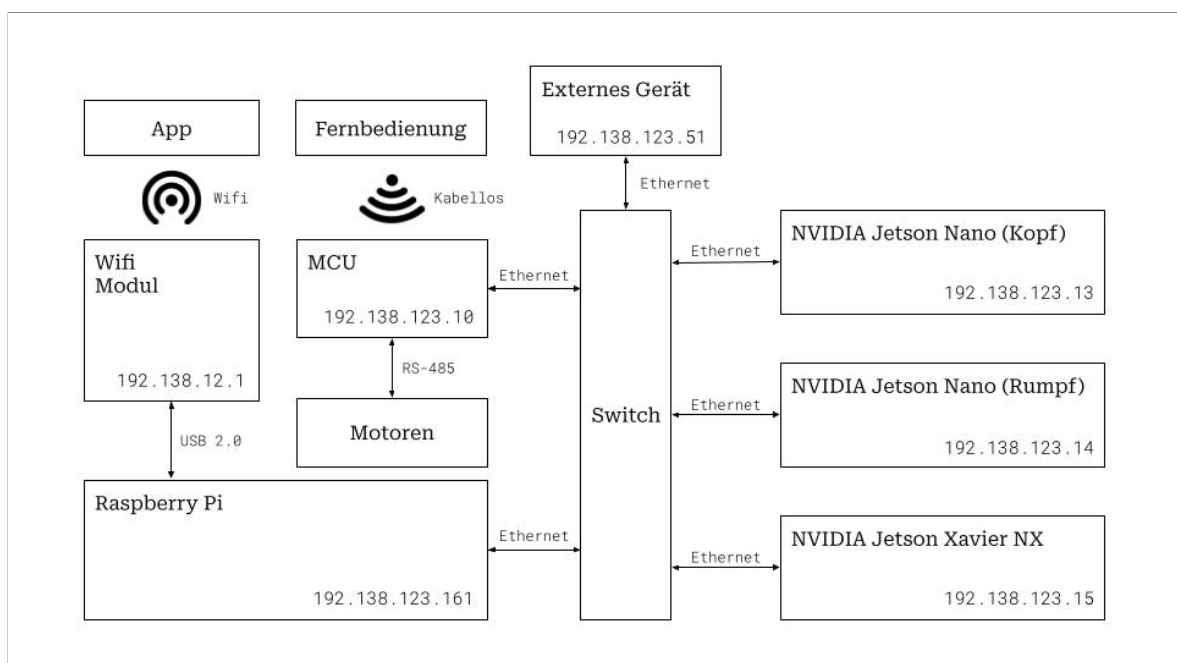 Externes Gerät
192.138.123.51
App
Fernbedienung
Wifi
Kabellos
Ethernet
Wifi
Modul
192.138.12.1
MCU
192.138.123.10
Ethernet
Ethernet
NVIDIA Jetson Nano (Kopf)
192.138.123.13
RS-485
Motoren
USB 2.0
Switch
Ethernet
NVIDIA Jetson Nano (Rumpf)
192.138.123.14
Raspberry Pi
192.138.123.161
Ethernet
Ethernet
NVIDIA Jetson Xavier NX
192.138.123.15